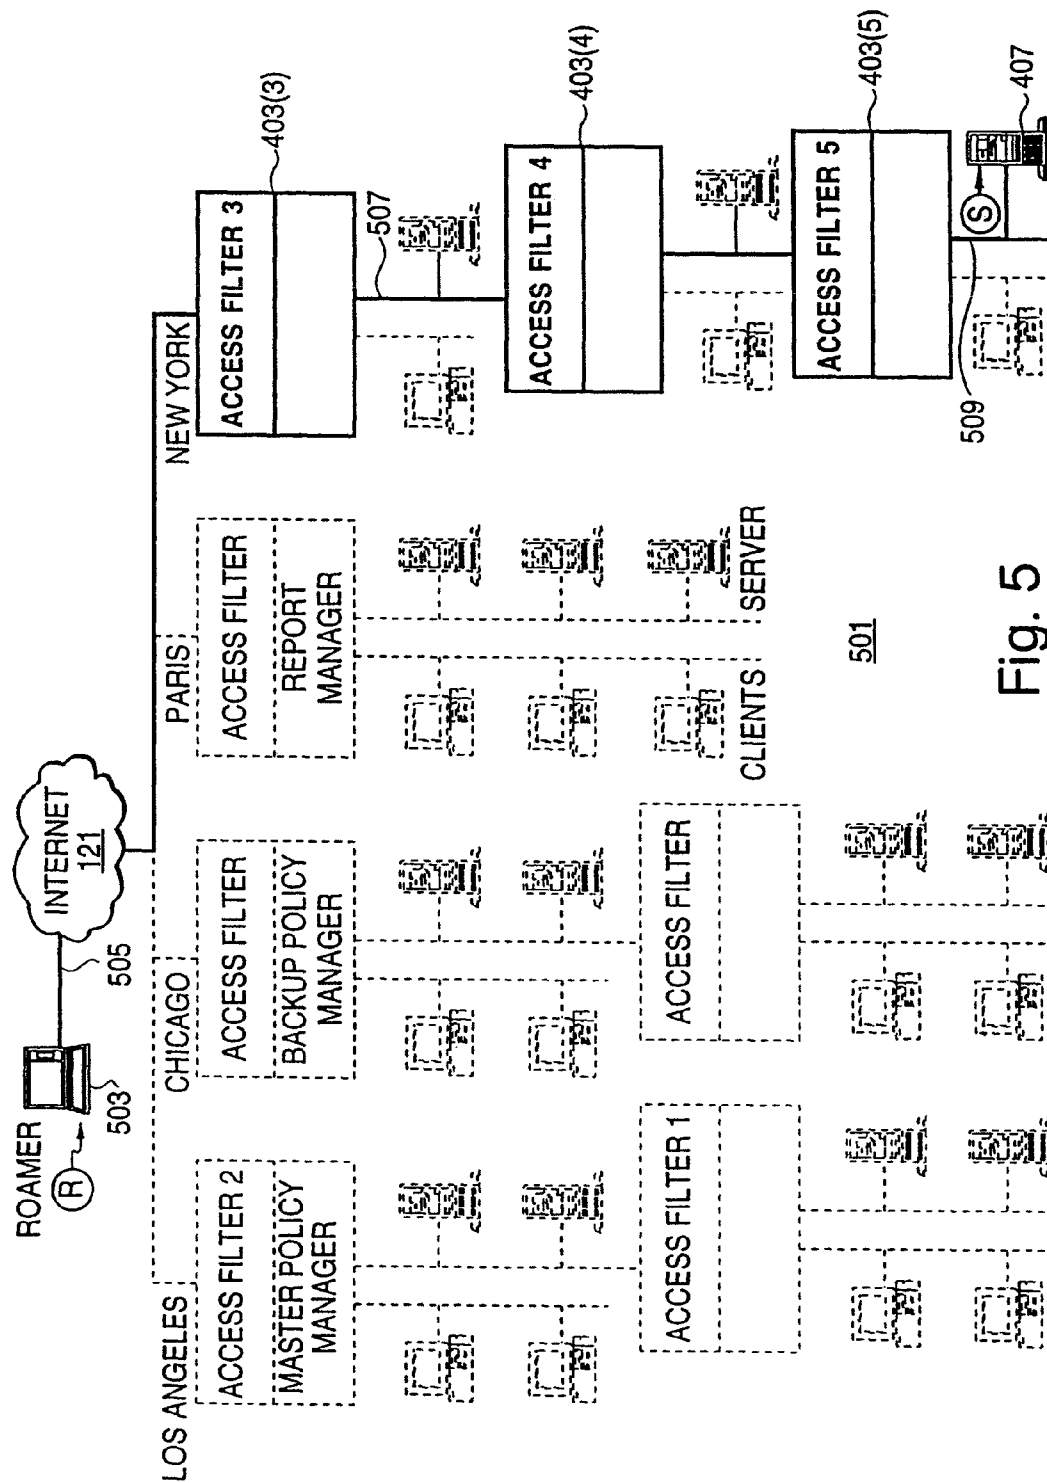 ROAMER
R
503
505
INTERNET
121
LOS ANGELES
CHICAGO
PARIS
NEW YORK
ACCESS FILTER 2
MASTER POLICY
MANAGER
ACCESS FILTER
BACKUP POLICY
MANAGER
ACCESS FILTER
REPORT
MANAGER
ACCESS FILTER 3
403(3)
507
ACCESS FILTER 4
403(4)
ACCESS FILTER 1
ACCESS FILTER
CLIENTS
SERVER
ACCESS FILTER 5
403(5)
509
S
407
501
Fig. 5